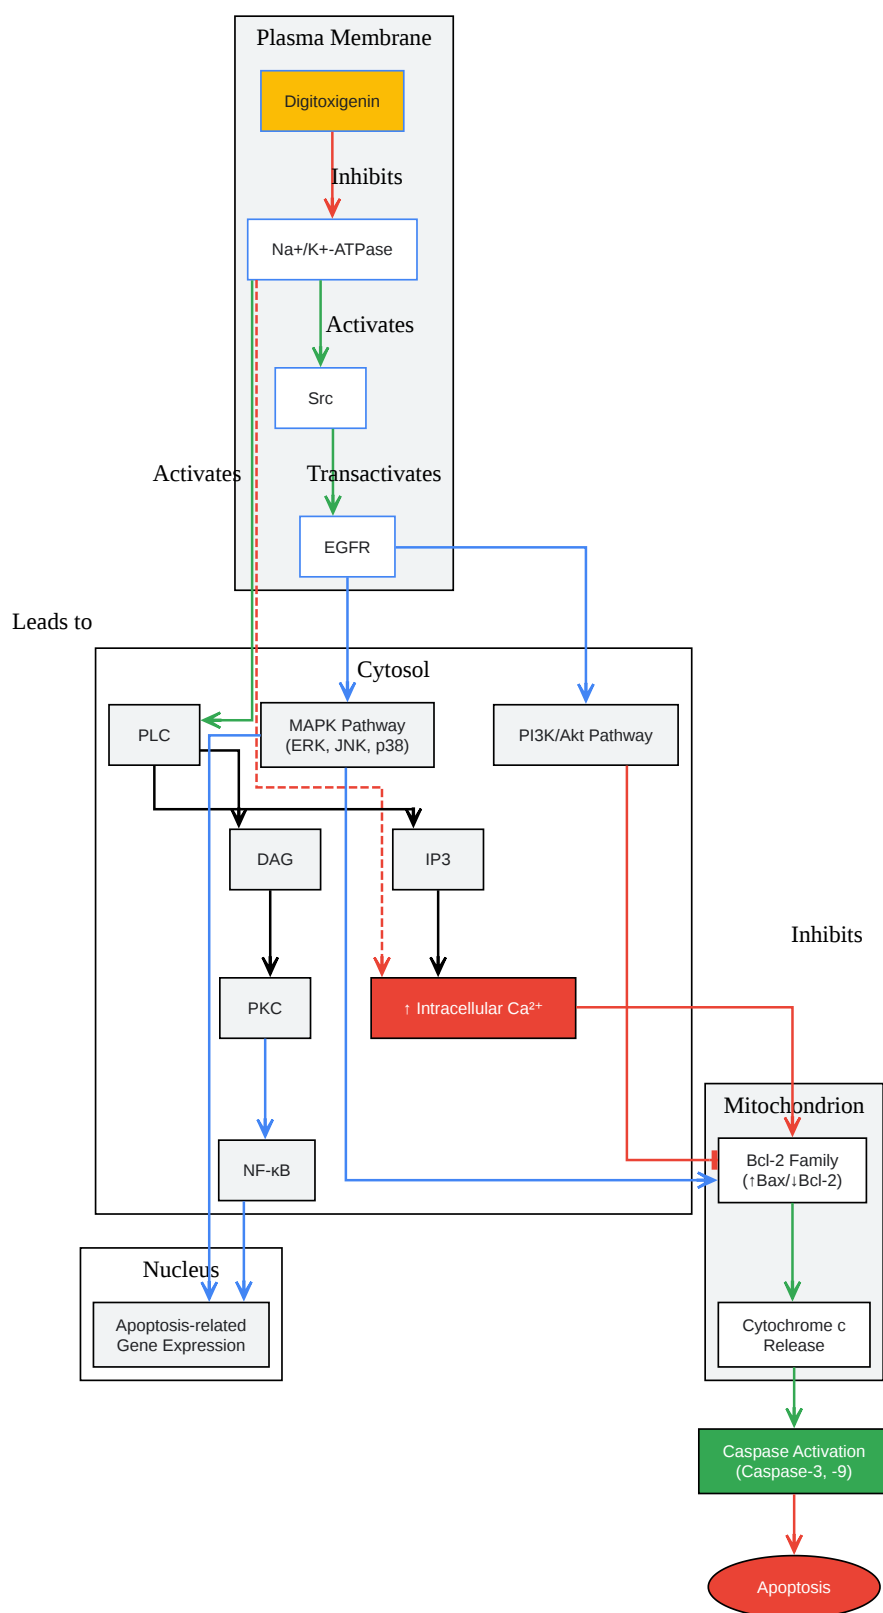 Plasma Membrane
Digitoxigenin
Inhibits
Na+/K+-ATPase
Activates
Src
Activates
Transactivates
EGFR
Leads to
Cytosol
PLC
MAPK Pathway
(ERK, JNK, p38)
PI3K/Akt Pathway
DAG
IP3
Inhibits
PKC
↑ Intracellular Ca²⁺
Mitochondrion
NF-κB
Bcl-2 Family
(↑Bax/↓Bcl-2)
Nucleus
Apoptosis-related
Gene Expression
Cytochrome c
Release
Caspase Activation
(Caspase-3, -9)
Apoptosis